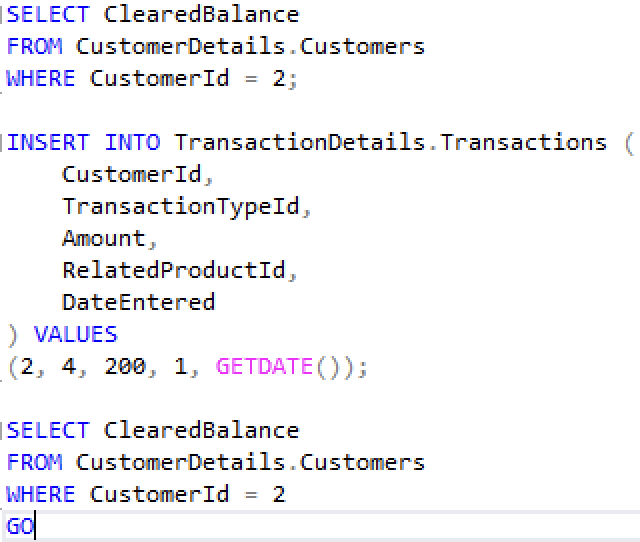 SELECT ClearedBalance
FROM CustomerDetails.Customers
WHERE CustomerId = 2;
INSERT INTO TransactionDetails.Transactions (
    CustomerId,
    TransactionTypeId,
    Amount,
    RelatedProductId,
    DateEntered
) VALUES
(2, 4, 200, 1, GETDATE());
SELECT ClearedBalance
FROM CustomerDetails.Customers
WHERE CustomerId = 2
GO